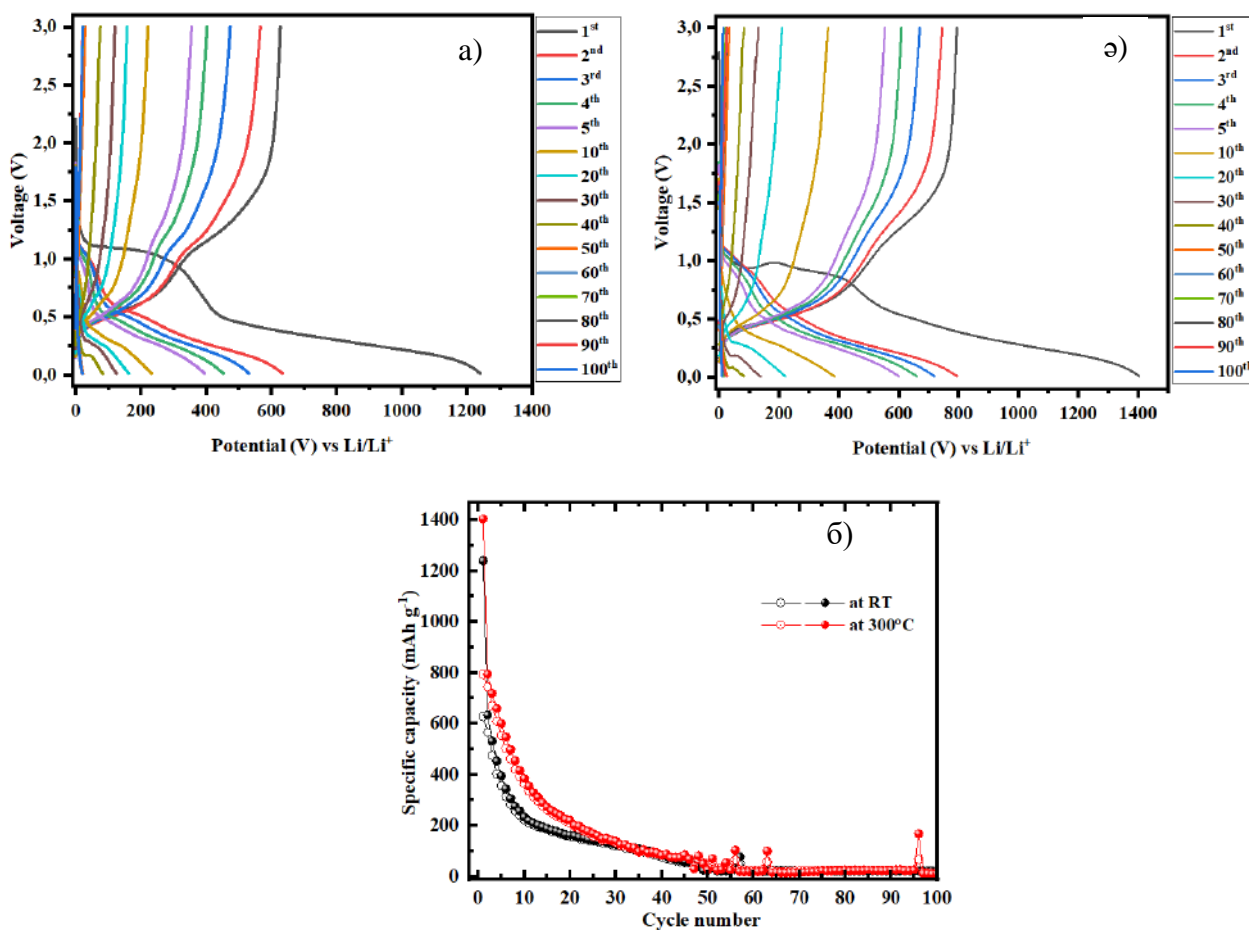 а)
3,0
2,5
2,0
1,5
1,0
0,5
0,0
Voltage (V)
0 200 400 600 800 1000 1200 1400
Potential (V) vs Li/Li⁺
1ˢᵗ
2ⁿᵈ
3ʳᵈ
4ᵗʰ
5ᵗʰ
10ᵗʰ
20ᵗʰ
30ᵗʰ
40ᵗʰ
50ᵗʰ
60ᵗʰ
70ᵗʰ
80ᵗʰ
90ᵗʰ
100ᵗʰ
ә)
3,0
2,5
2,0
1,5
1,0
0,5
0,0
Voltage (V)
0 200 400 600 800 1000 1200 1400
Potential (V) vs Li/Li⁺
1ˢᵗ
2ⁿᵈ
3ʳᵈ
4ᵗʰ
5ᵗʰ
10ᵗʰ
20ᵗʰ
30ᵗʰ
40ᵗʰ
50ᵗʰ
60ᵗʰ
70ᵗʰ
80ᵗʰ
90ᵗʰ
100ᵗʰ
б)
1400
1200
1000
800
600
400
200
0
Specific capacity (mAh g⁻¹)
at RT
at 300°C
0 10 20 30 40 50 60 70 80 90 100
Cycle number